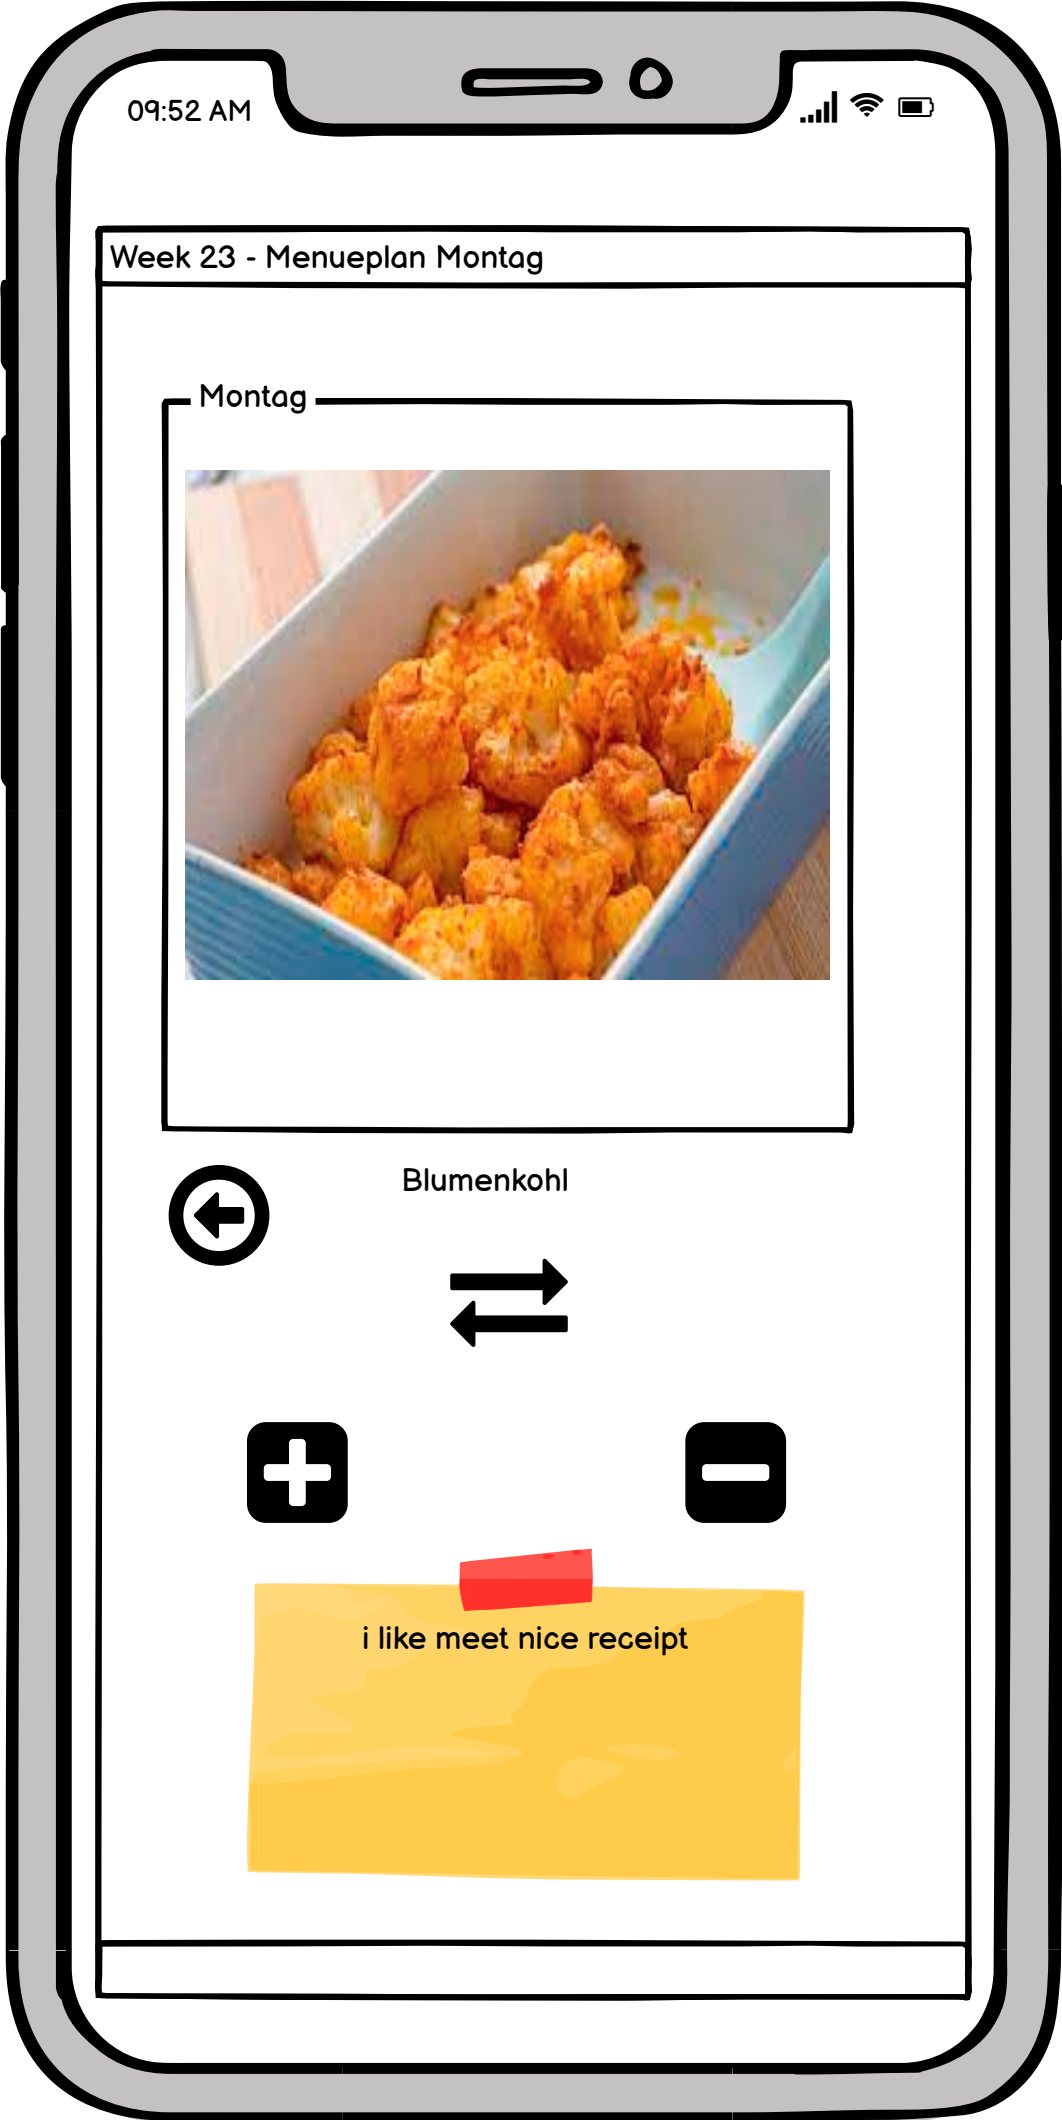 09:52 AM
Week 23 - Menueplan Montag
Montag
Blumenkohl
i like meet nice receipt